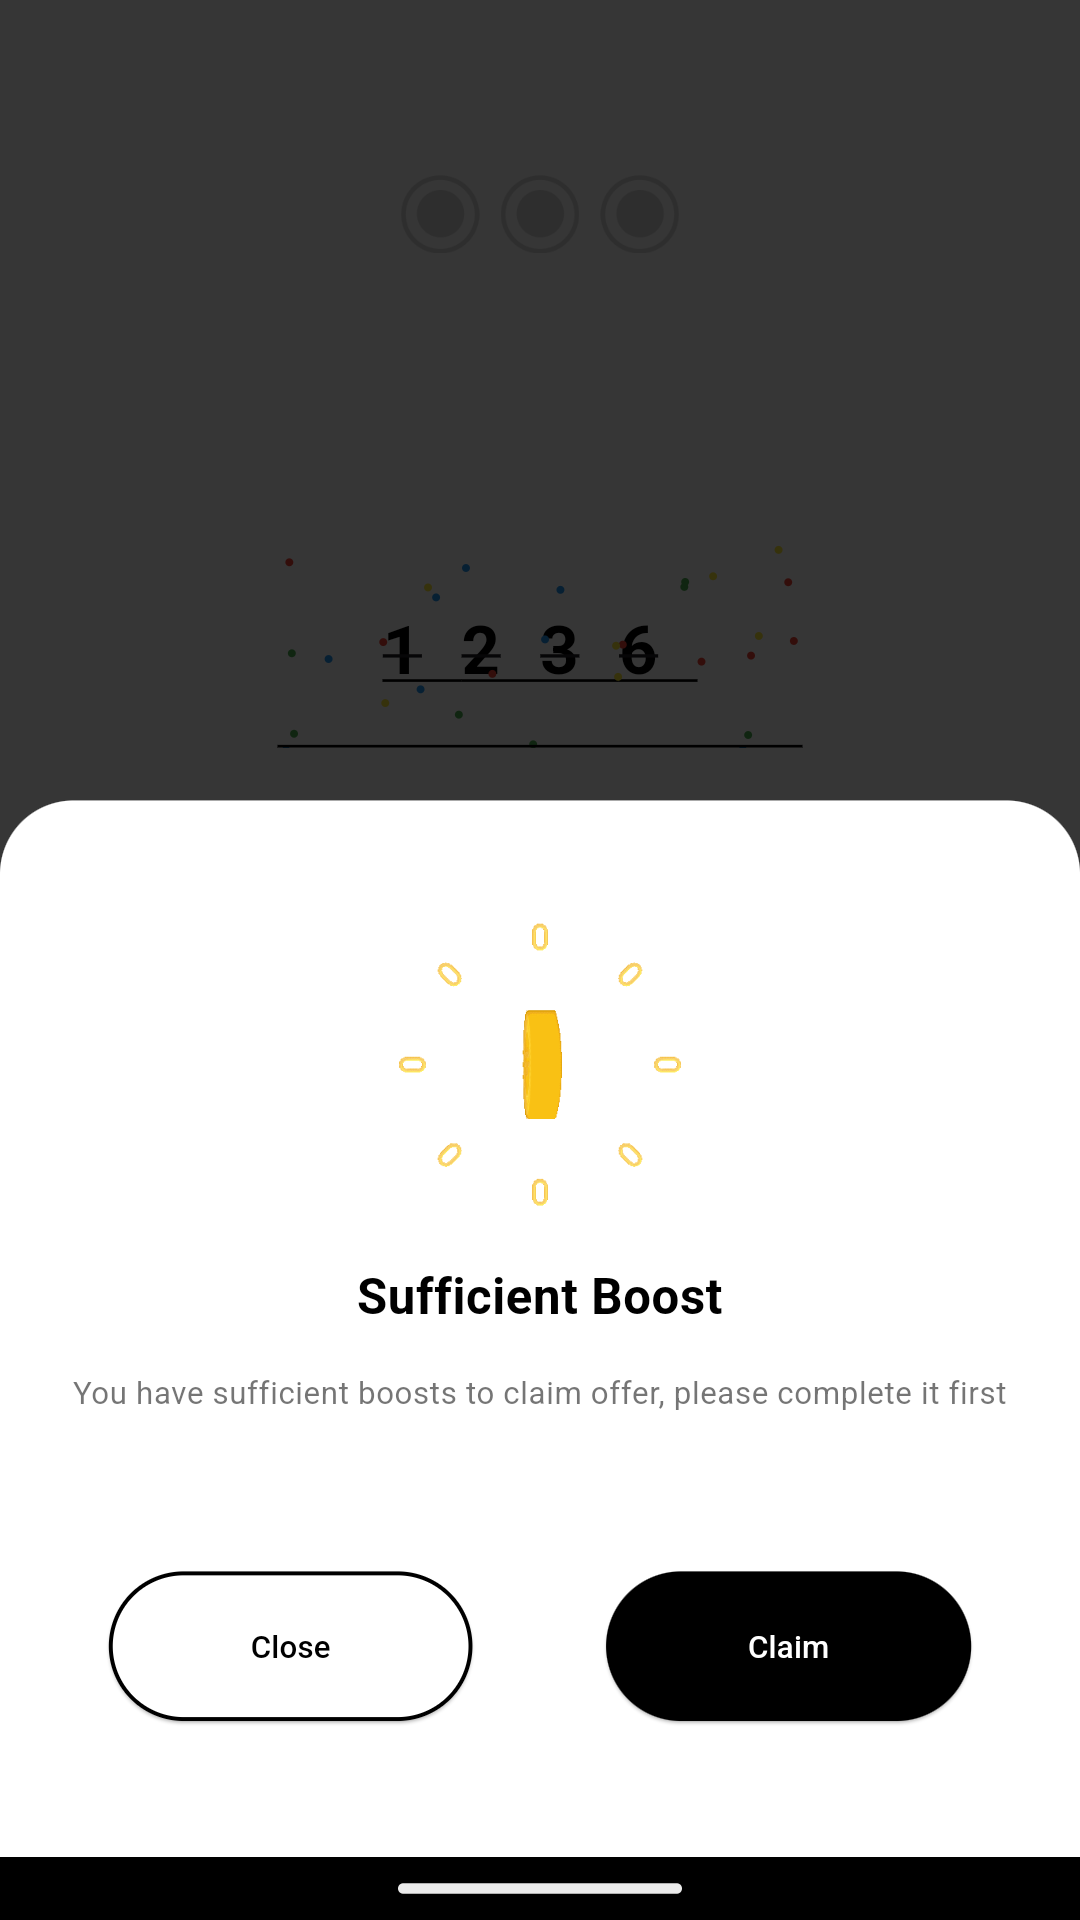 1 2 3 6
Sufficient Boost
You have sufficient boosts to claim offer, please complete it first
Close
Claim